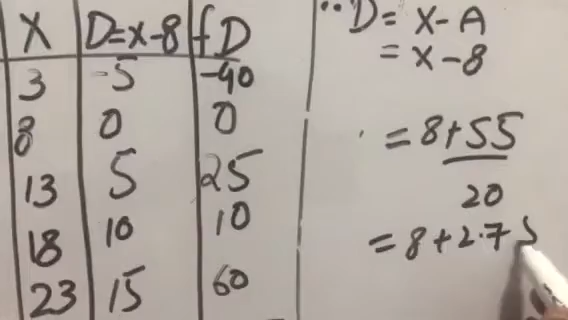 X D=x-8 fD
3 -5 -40
8 0 0
13 5 25
18 10 10
23 15 60
∵ D = X-A
= x-8
= 8+55
20
= 8+2.75